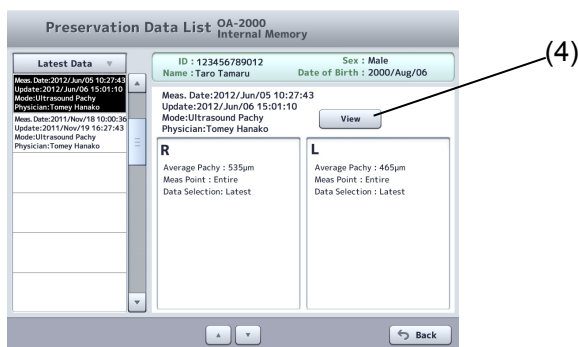 Preservation Data List OA-2000
Internal Memory
(4)
Latest Data
ID : 123456789012 Sex : Male
Name : Taro Tamaru Date of Birth : 2000/Aug/06
Meas. Date:2012/Jun/05 10:27:43
Update:2012/Jun/06 15:01:10
Mode:Ultrasound Pachy
Physician:Tomey Hanako
Meas. Date:2011/Nov/18 10:00:36
Update:2011/Nov/19 16:27:43
Mode:Ultrasound Pachy
Physician:Tomey Hanako
Meas. Date:2012/Jun/05 10:27:43
Update:2012/Jun/06 15:01:10
Mode:Ultrasound Pachy
Physician:Tomey Hanako
View
R
Average Pachy : 535μm
Meas Point : Entire
Data Selection: Latest
L
Average Pachy : 465μm
Meas Point : Entire
Data Selection: Latest
Back